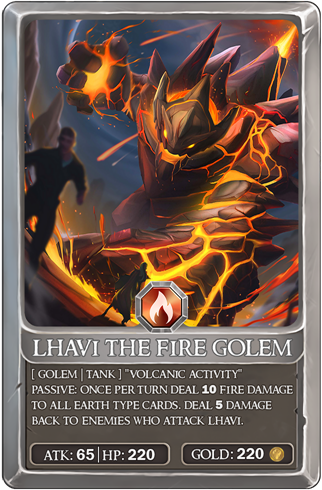 LHAVI THE FIRE GOLEM
[ GOLEM | TANK ] "VOLCANIC ACTIVITY"
PASSIVE: ONCE PER TURN DEAL 10 FIRE DAMAGE
TO ALL EARTH TYPE CARDS. DEAL 5 DAMAGE
BACK TO ENEMIES WHO ATTACK LHAVI.
ATK: 65 | HP: 220 GOLD: 220